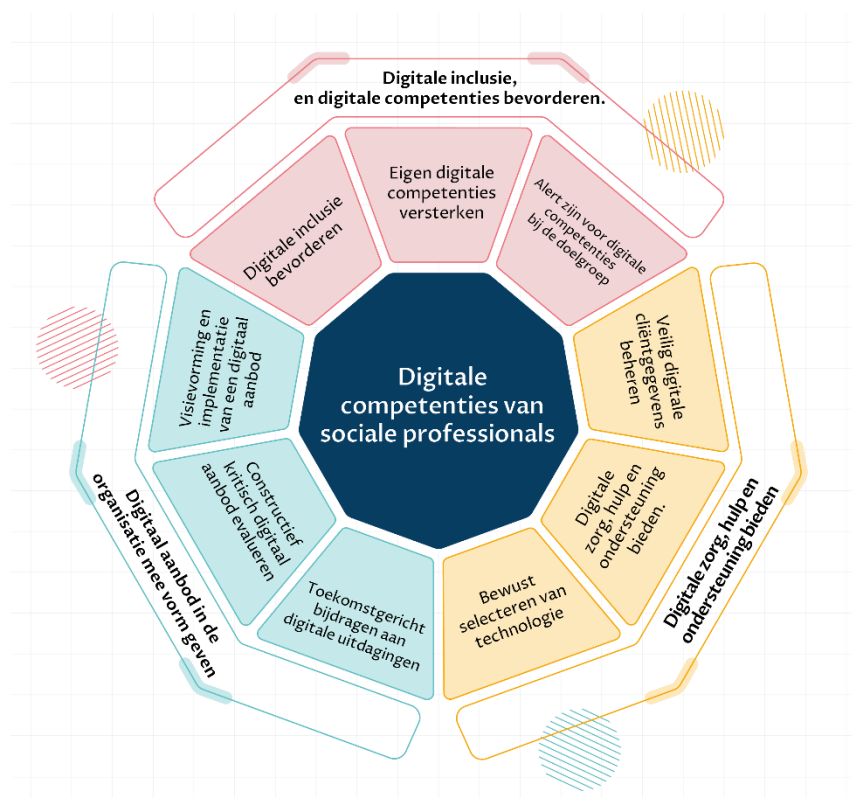 Digitale inclusie,
en digitale competenties bevorderen.
Digitale inclusie
bevorderen
Eigen digitale
competenties
versterken
Alert zijn voor digitale
competenties
bij de doelgroep
Veilig digitale
cliëntgegevens
beheren
Digitale
zorg, hulp en
ondersteuning
bieden.
Bewust
selecteren van
technologie
Digitale zorg, hulp en
ondersteuning bieden
Toekomstgericht
bijdragen aan
digitale uitdagingen
Constructief
kritisch digitaal
aanbod evalueren
Visievorming en
implementatie
van een digitaal
aanbod
Digitaal aanbod in de
organisatie mee vorm geven
Digitale
competenties van
sociale professionals